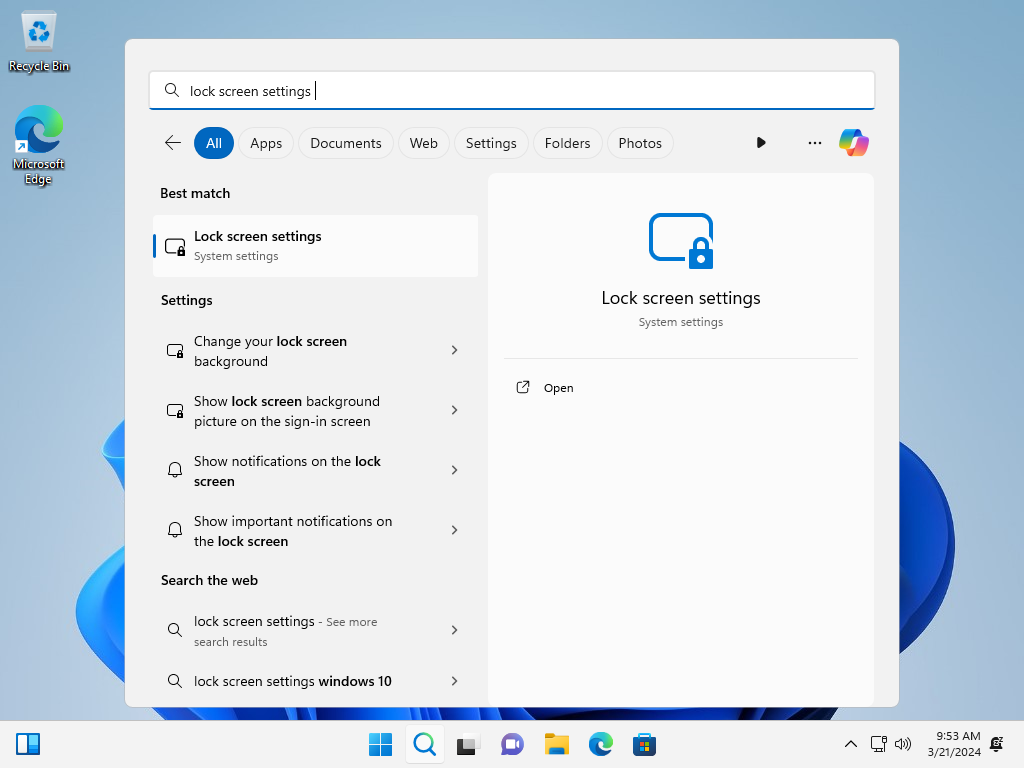 Recycle Bin
Microsoft
Edge
lock screen settings
All
Apps
Documents
Web
Settings
Folders
Photos
Best match
Lock screen settings
System settings
Settings
Change your lock screen
background
Show lock screen background
picture on the sign-in screen
Show notifications on the lock
screen
Show important notifications on
the lock screen
Search the web
lock screen settings - See more
search results
lock screen settings windows 10
Lock screen settings
System settings
Open
9:53 AM
3/21/2024